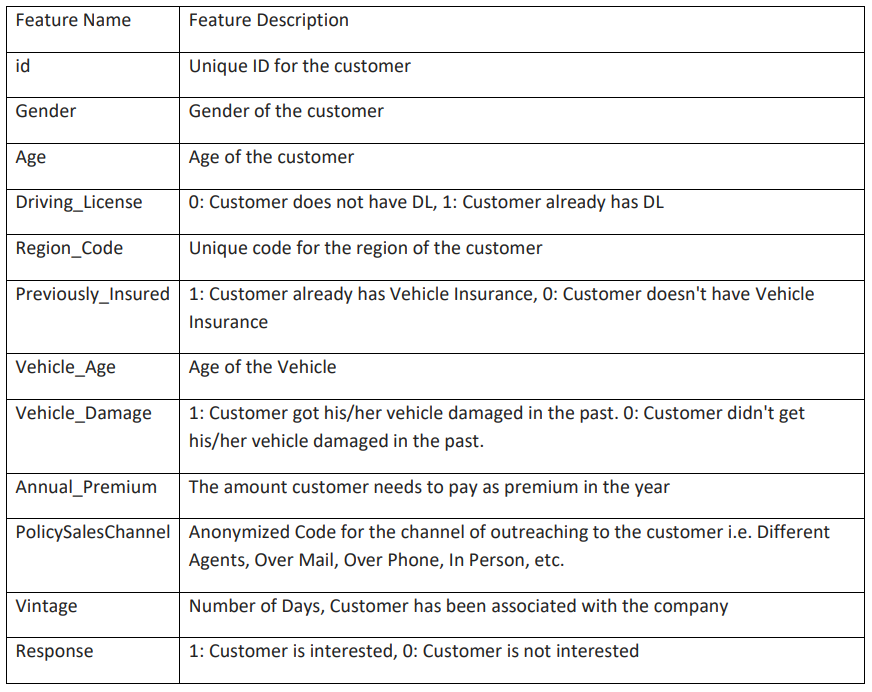 Feature Name Feature Description
id Unique ID for the customer
Gender Gender of the customer
Age Age of the customer
Driving_License 0: Customer does not have DL, 1: Customer already has DL
Region_Code Unique code for the region of the customer
Previously_Insured 1: Customer already has Vehicle Insurance, 0: Customer doesn't have Vehicle
Insurance
Vehicle_Age Age of the Vehicle
Vehicle_Damage 1: Customer got his/her vehicle damaged in the past. 0: Customer didn't get
his/her vehicle damaged in the past.
Annual_Premium The amount customer needs to pay as premium in the year
PolicySalesChannel Anonymized Code for the channel of outreaching to the customer i.e. Different
Agents, Over Mail, Over Phone, In Person, etc.
Vintage Number of Days, Customer has been associated with the company
Response 1: Customer is interested, 0: Customer is not interested